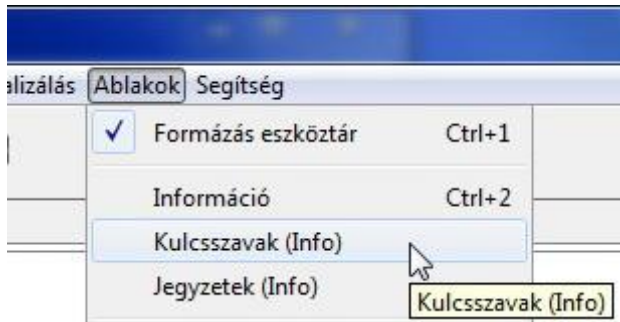 alizálás Ablakok Segítség
✓ Formázás eszköztár Ctrl+1
Információ Ctrl+2
Kulcsszavak (Info)
Jegyzetek (Info)
Kulcsszavak (Info)